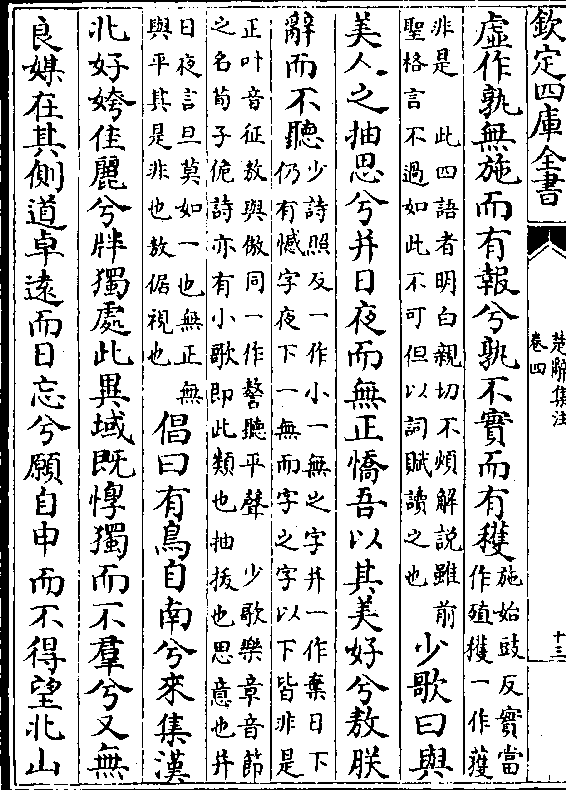 欽定四庫全書
楚辭集注
卷四
十三
虛作孰無施而有報兮孰不實而有穫
施始豉反實當
作殖穫一作獲
非是 此四語者明白親切不煩解説雖前
聖格言不過如此不可但以詞賦讀之也
少歌曰與
美人之抽思兮并日夜而無正憍吾以其美好兮敖朕
辭而不聽
少詩照反一作小一無之字并一作棄日下
仍有憾字夜下一無而字之字以下皆非是
正叶音征敖與傲同一作謷聽平聲 少歌樂章音節
之名荀子佹詩亦有小歌即此類也抽拔也思意也并
日夜言旦莫如一也無正無
與平其是非也敖倨視也
倡曰有鳥自南兮來集漢
北好姱佳麗兮牉獨處此異域既惸獨而不羣兮又無
良媒在其側道卓遠而日忘兮願自申而不得望北山